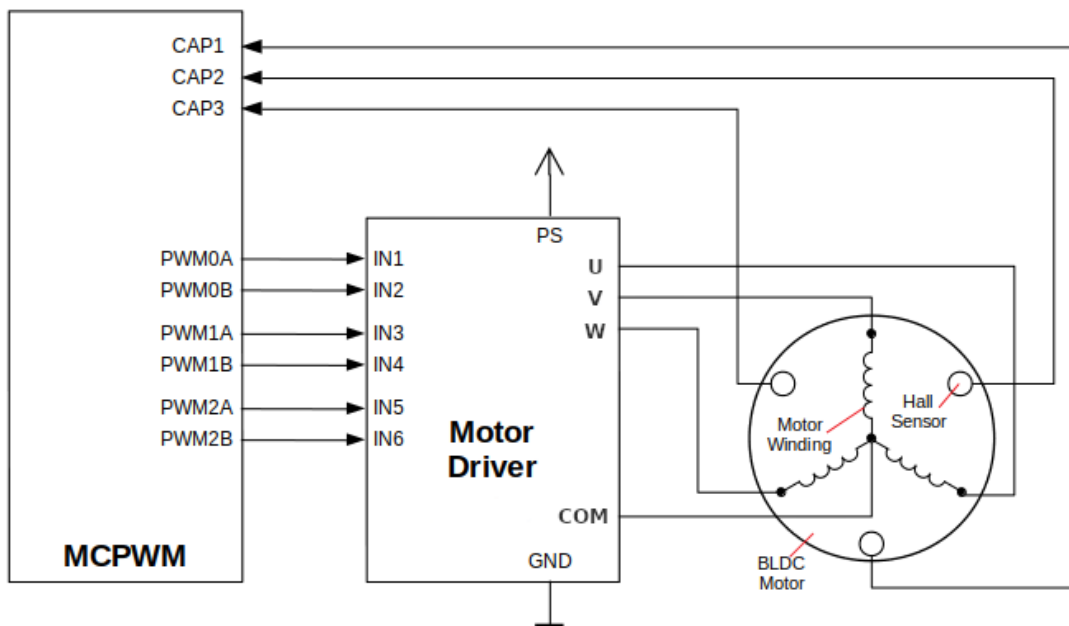 CAP1
CAP2
CAP3
PWM0A
PWM0B
PWM1A
PWM1B
PWM2A
PWM2B
MCPWM
PS
IN1
IN2
IN3
IN4
IN5
IN6
U
V
W
Motor
Driver
COM
GND
Motor
Winding
Hall
Sensor
BLDC
Motor